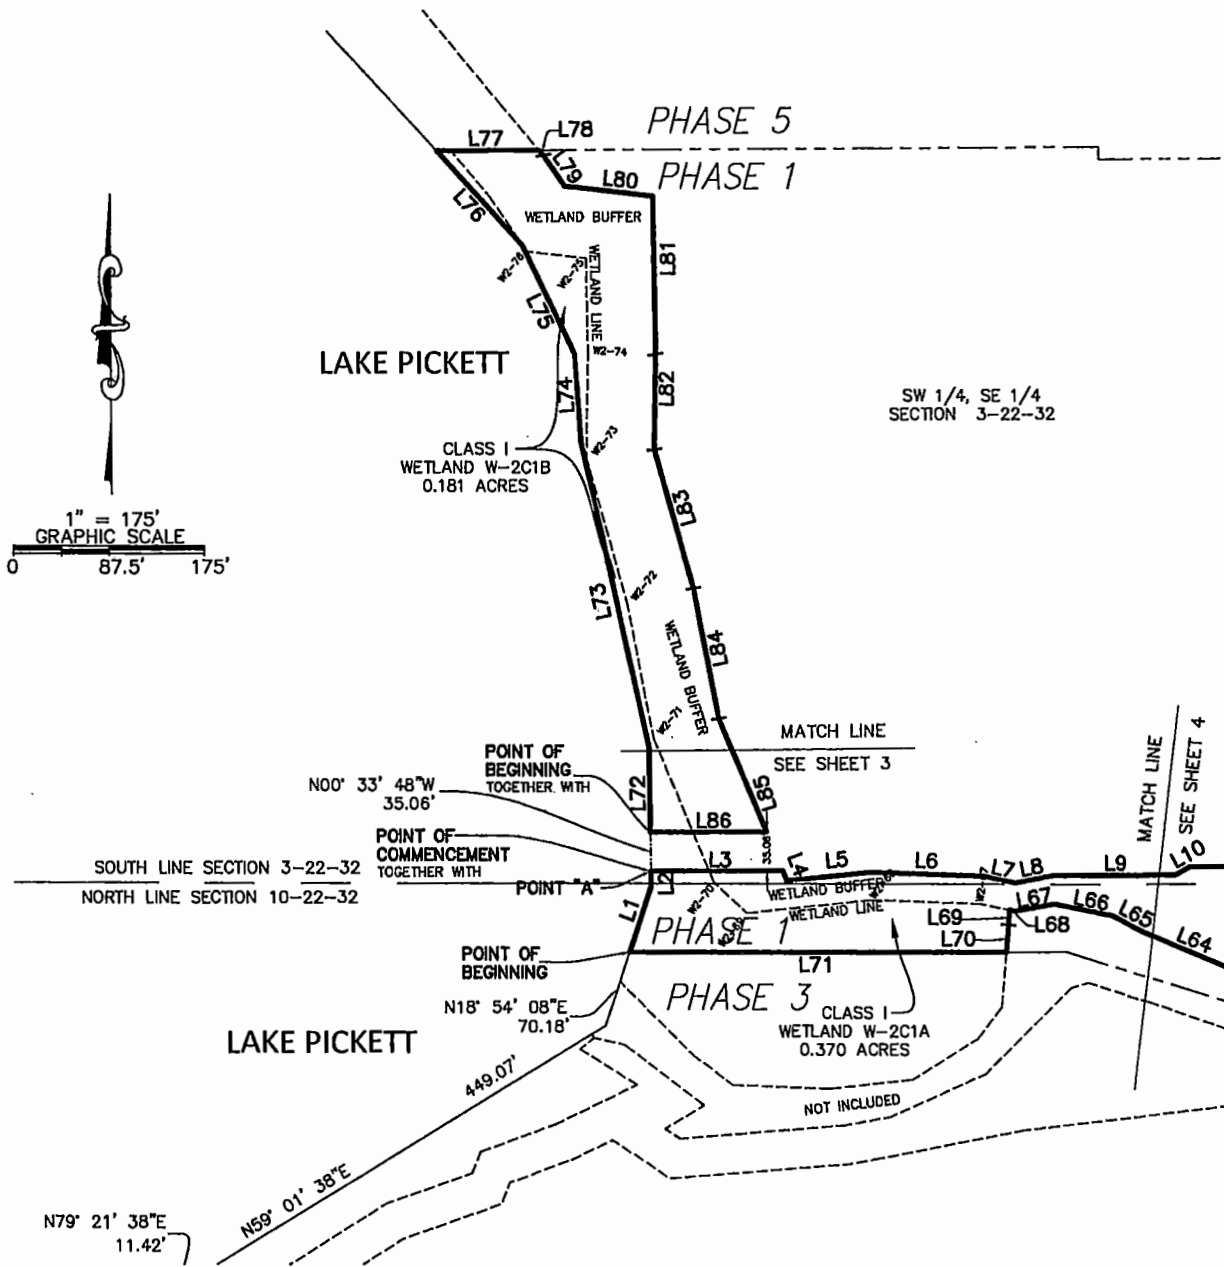 PHASE 5
L78
L77
L79
L80
PHASE 1
L76
WETLAND BUFFER
W2-76
W2-75
WETLAND LINE
L81
L75
W2-74
LAKE PICKETT
L74
L82
SW 1/4, SE 1/4
SECTION 3-22-32
W2-73
CLASS I
WETLAND W-2C1B
0.181 ACRES
L83
1" = 175'
GRAPHIC SCALE
0 87.5' 175'
W2-72
L73
WETLAND BUFFER
L84
W2-71
MATCH LINE
SEE SHEET 3
MATCH LINE
SEE SHEET 4
POINT OF
BEGINNING
TOGETHER WITH
N00° 33' 48"W
35.06'
L72
L85
L86
35.06'
POINT OF
COMMENCEMENT
TOGETHER WITH
SOUTH LINE SECTION 3-22-32
NORTH LINE SECTION 10-22-32
POINT "A"
L2
L3
L4
L5
L6
L7
L8
L9
L10
W2-70
WETLAND BUFFER
WETLAND LINE
L1
PHASE 1
L67
L66
L65
L64
L69
L68
L70
POINT OF
BEGINNING
L71
N18° 54' 08"E
70.18'
PHASE 3
CLASS I
WETLAND W-2C1A
0.370 ACRES
LAKE PICKETT
449.07'
NOT INCLUDED
N59° 01' 38"E
N79° 21' 38"E
11.42'